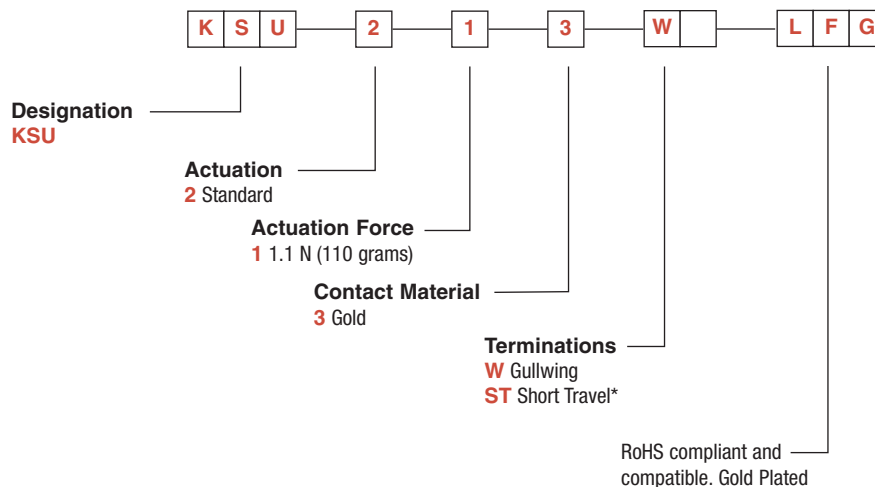 K S U 2 1 3 W L F G
Designation
KSU
Actuation
2 Standard
Actuation Force
1 1.1 N (110 grams)
Contact Material
3 Gold
Terminations
W Gullwing
ST Short Travel*
RoHS compliant and
compatible. Gold Plated